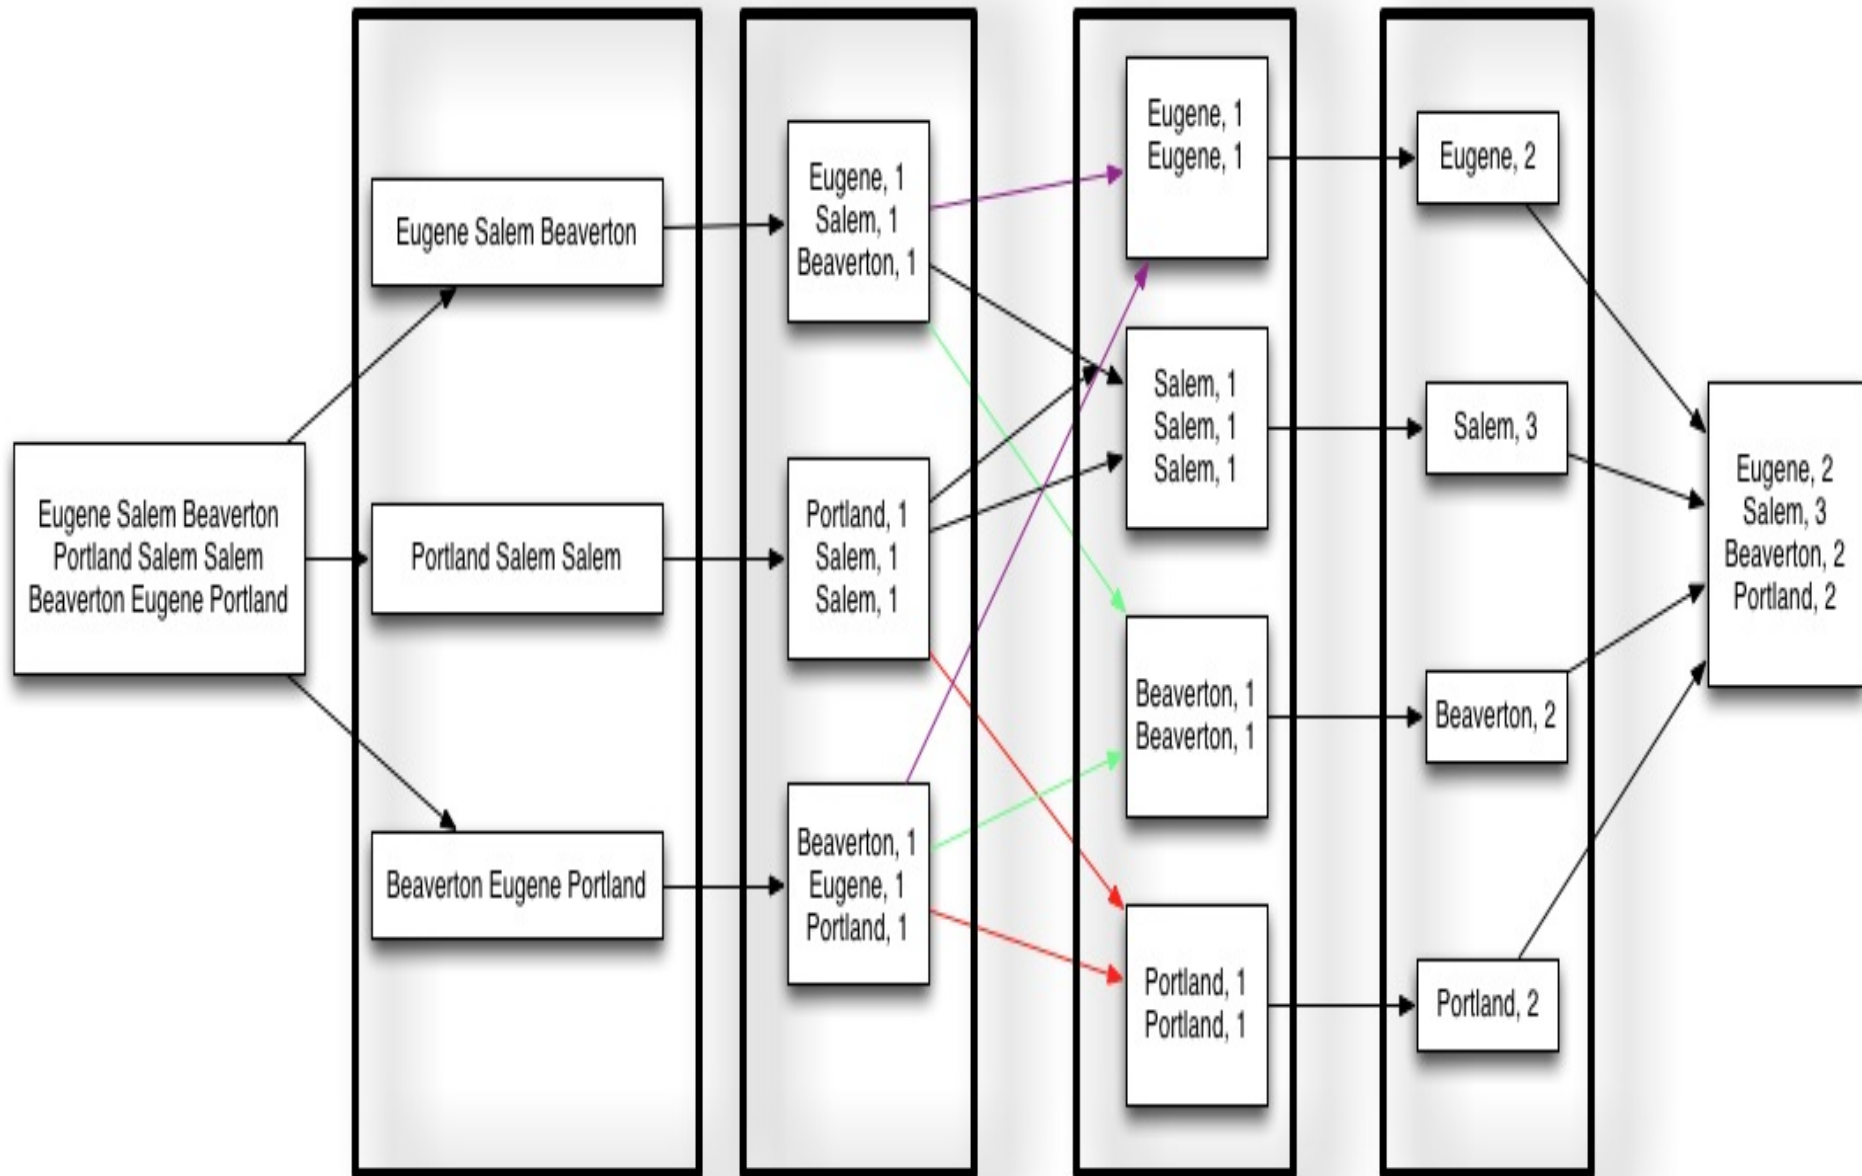 Eugene Salem Beaverton
Portland Salem Salem
Beaverton Eugene Portland
Eugene Salem Beaverton
Portland Salem Salem
Beaverton Eugene Portland
Eugene, 1
Salem, 1
Beaverton, 1
Portland, 1
Salem, 1
Salem, 1
Beaverton, 1
Eugene, 1
Portland, 1
Eugene, 1
Eugene, 1
Salem, 1
Salem, 1
Salem, 1
Beaverton, 1
Beaverton, 1
Portland, 1
Portland, 1
Eugene, 2
Salem, 3
Beaverton, 2
Portland, 2
Eugene, 2
Salem, 3
Beaverton, 2
Portland, 2